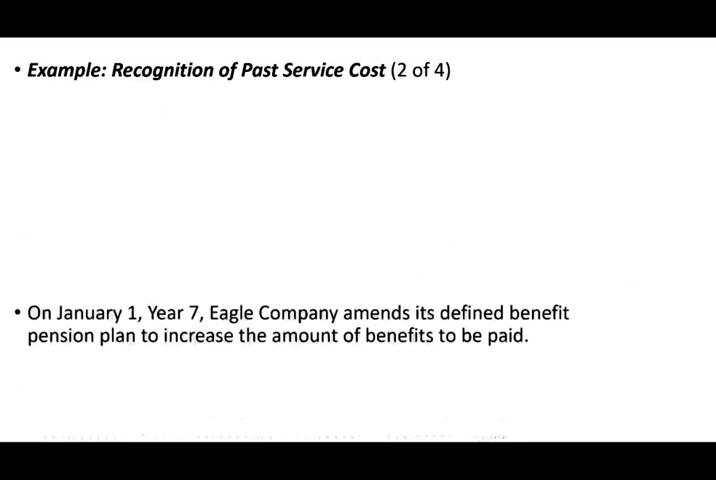 • Example: Recognition of Past Service Cost (2 of 4)
• On January 1, Year 7, Eagle Company amends its defined benefit
pension plan to increase the amount of benefits to be paid.